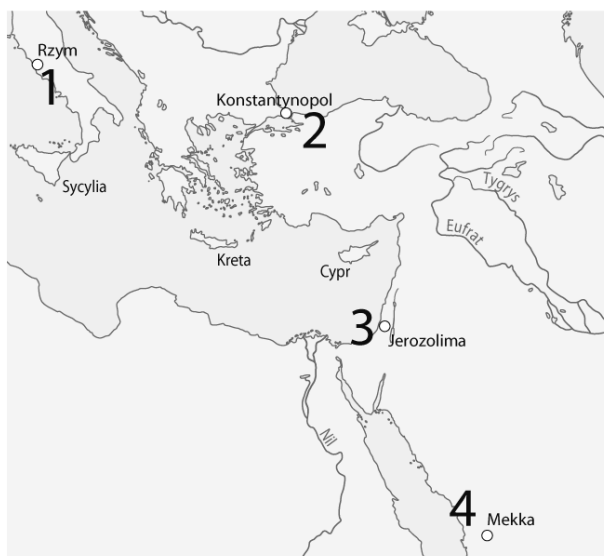 Rzym
1
Konstantynopol
2
Sycylia
Tygrys
Eufrat
Kreta
Cypr
3
Jerozolima
Nil
4
Mekka